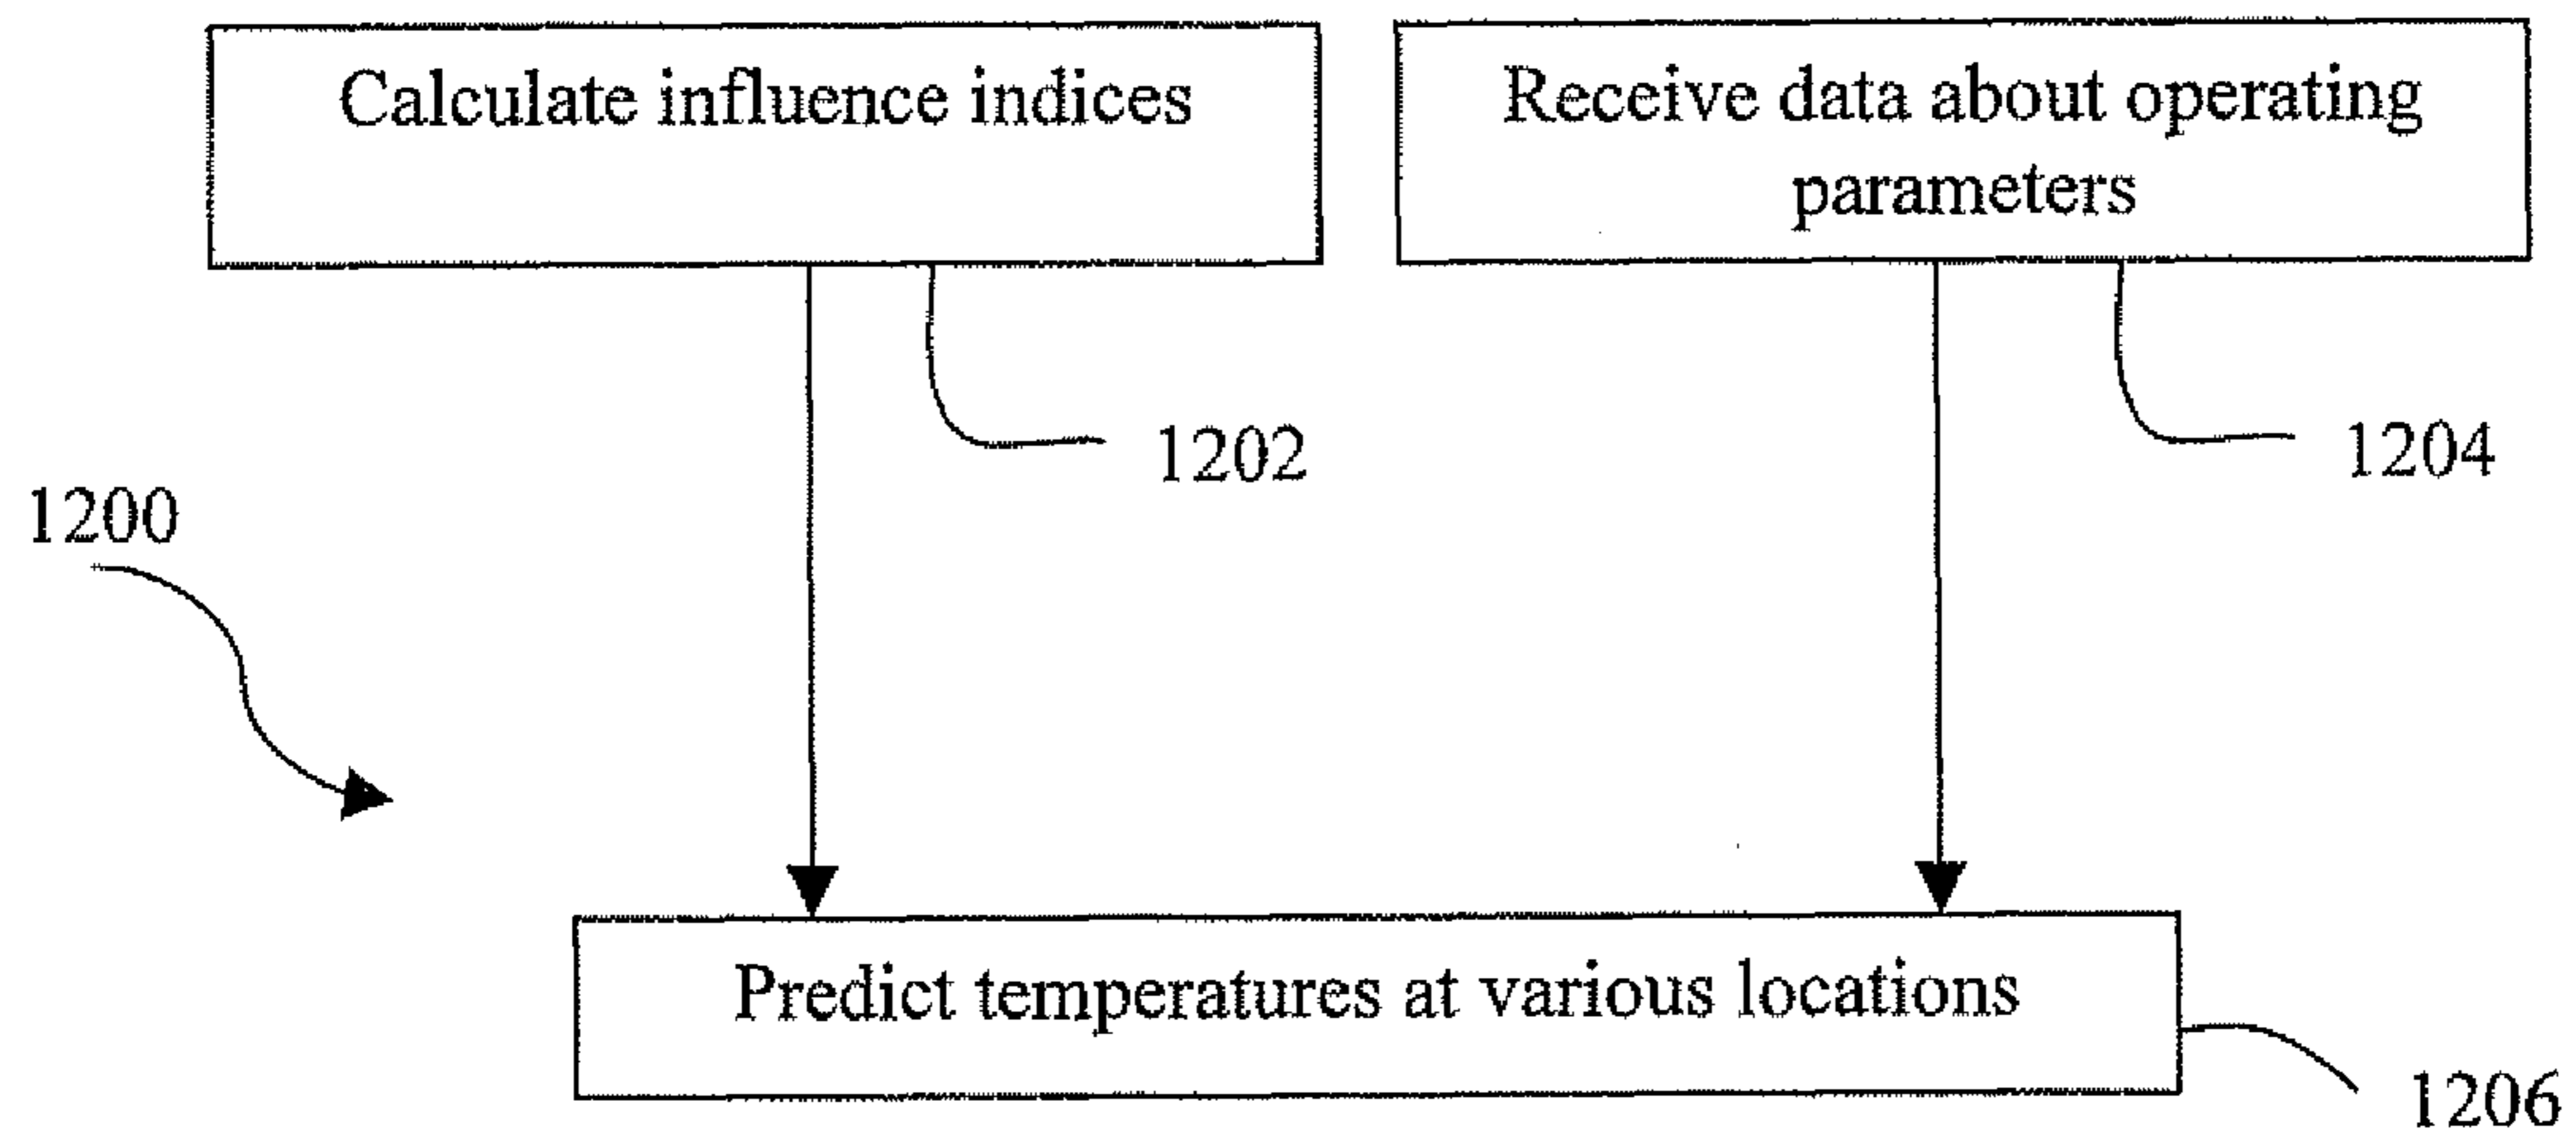 Calculate influence indices
Receive data about operating
parameters
1202
1204
1200
Predict temperatures at various locations
1206